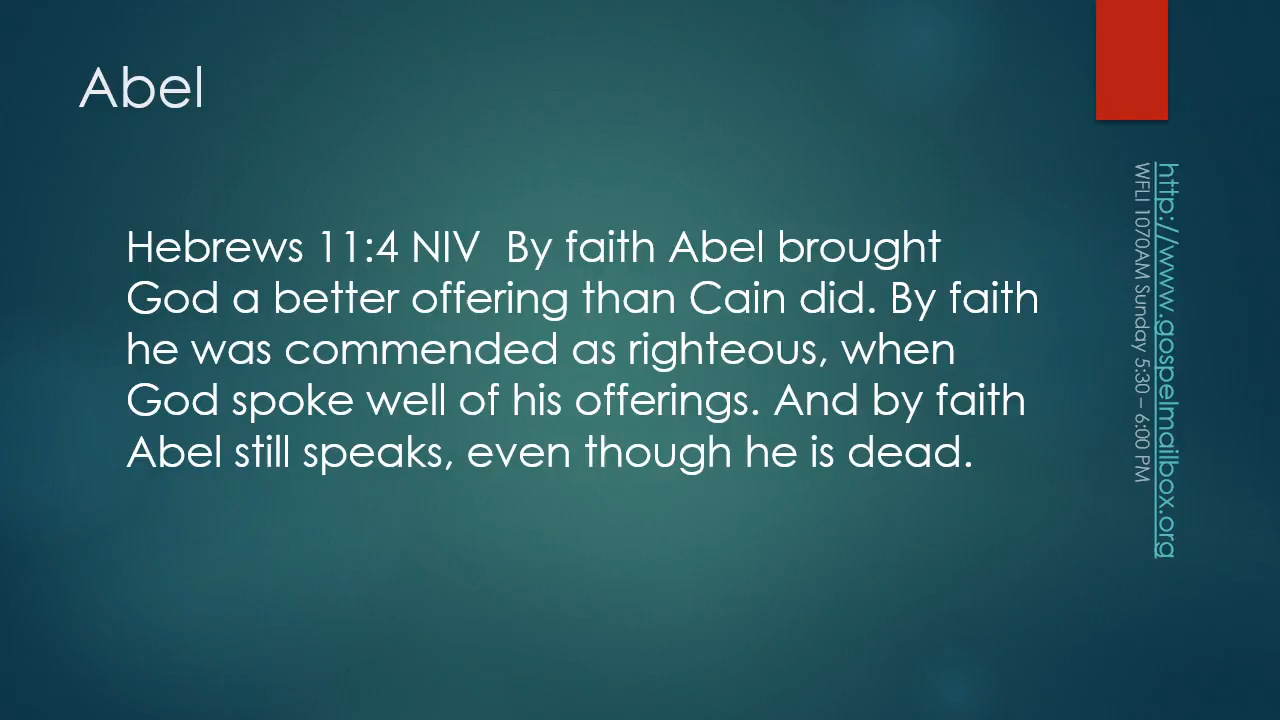 Abel
Hebrews 11:4 NIV  By faith Abel brought
God a better offering than Cain did. By faith
he was commended as righteous, when
God spoke well of his offerings. And by faith
Abel still speaks, even though he is dead.
http://www.gospelmailbox.org
WFLI 1070AM Sunday 5:30 – 6:00 PM